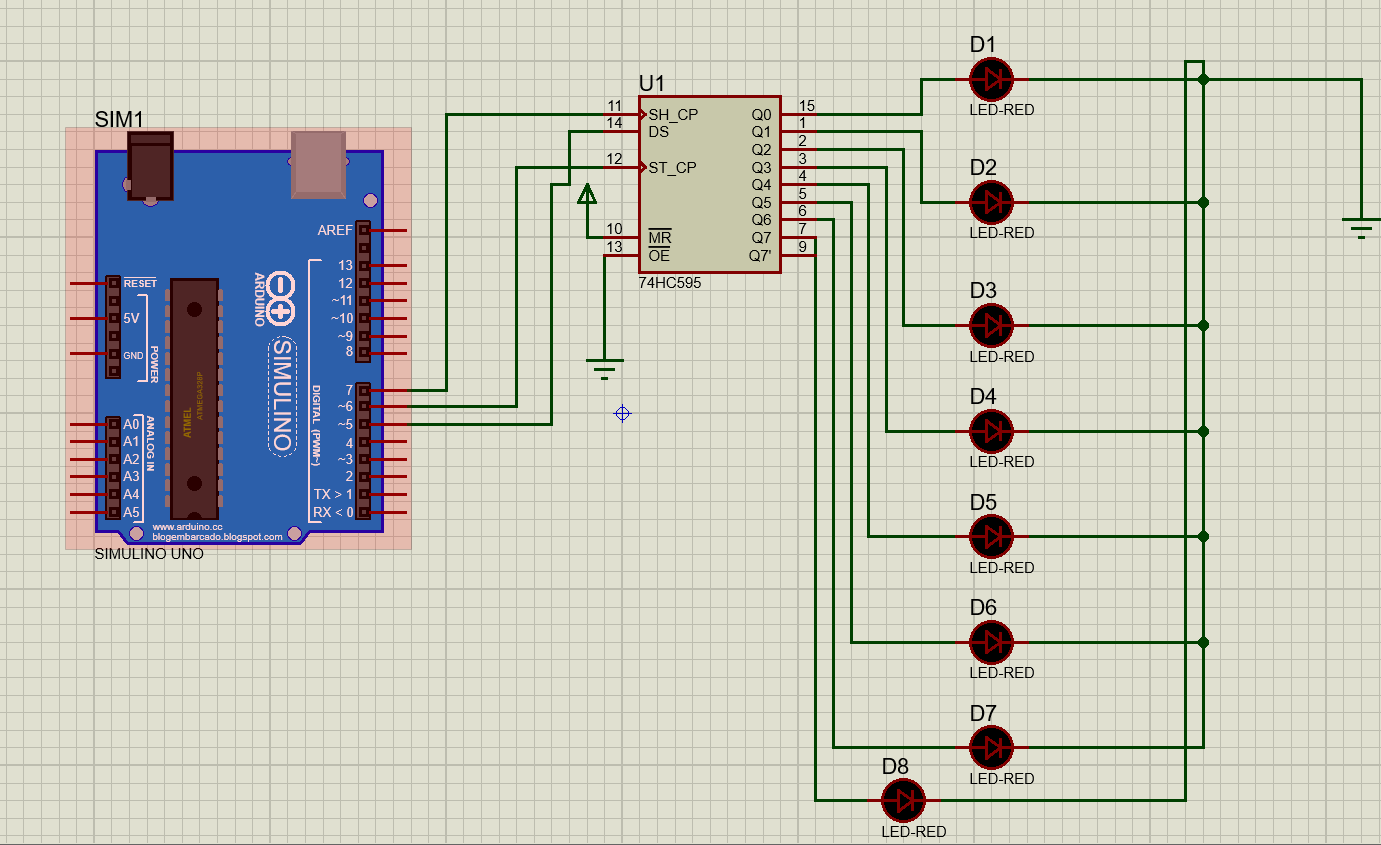 SIM1
AREF
13
12
~11
~10
~9
8
7
~6
~5
4
~3
2
TX > 1
RX < 0
RESET
5V
GND
POWER
A0
A1
A2
A3
A4
A5
ANALOG IN
ATMEL
ATMEGA328P
ARDUINO
SIMULINO
DIGITAL (PWM~)
www.arduino.cc
blogembarcado.blogspot.com
SIMULINO UNO
U1
11 SH_CP
14 DS
12 ST_CP
10 MR
13 OE
Q0 15
Q1 1
Q2 2
Q3 3
Q4 4
Q5 5
Q6 6
Q7 7
Q7' 9
74HC595
D1
LED-RED
D2
LED-RED
D3
LED-RED
D4
LED-RED
D5
LED-RED
D6
LED-RED
D7
LED-RED
D8
LED-RED